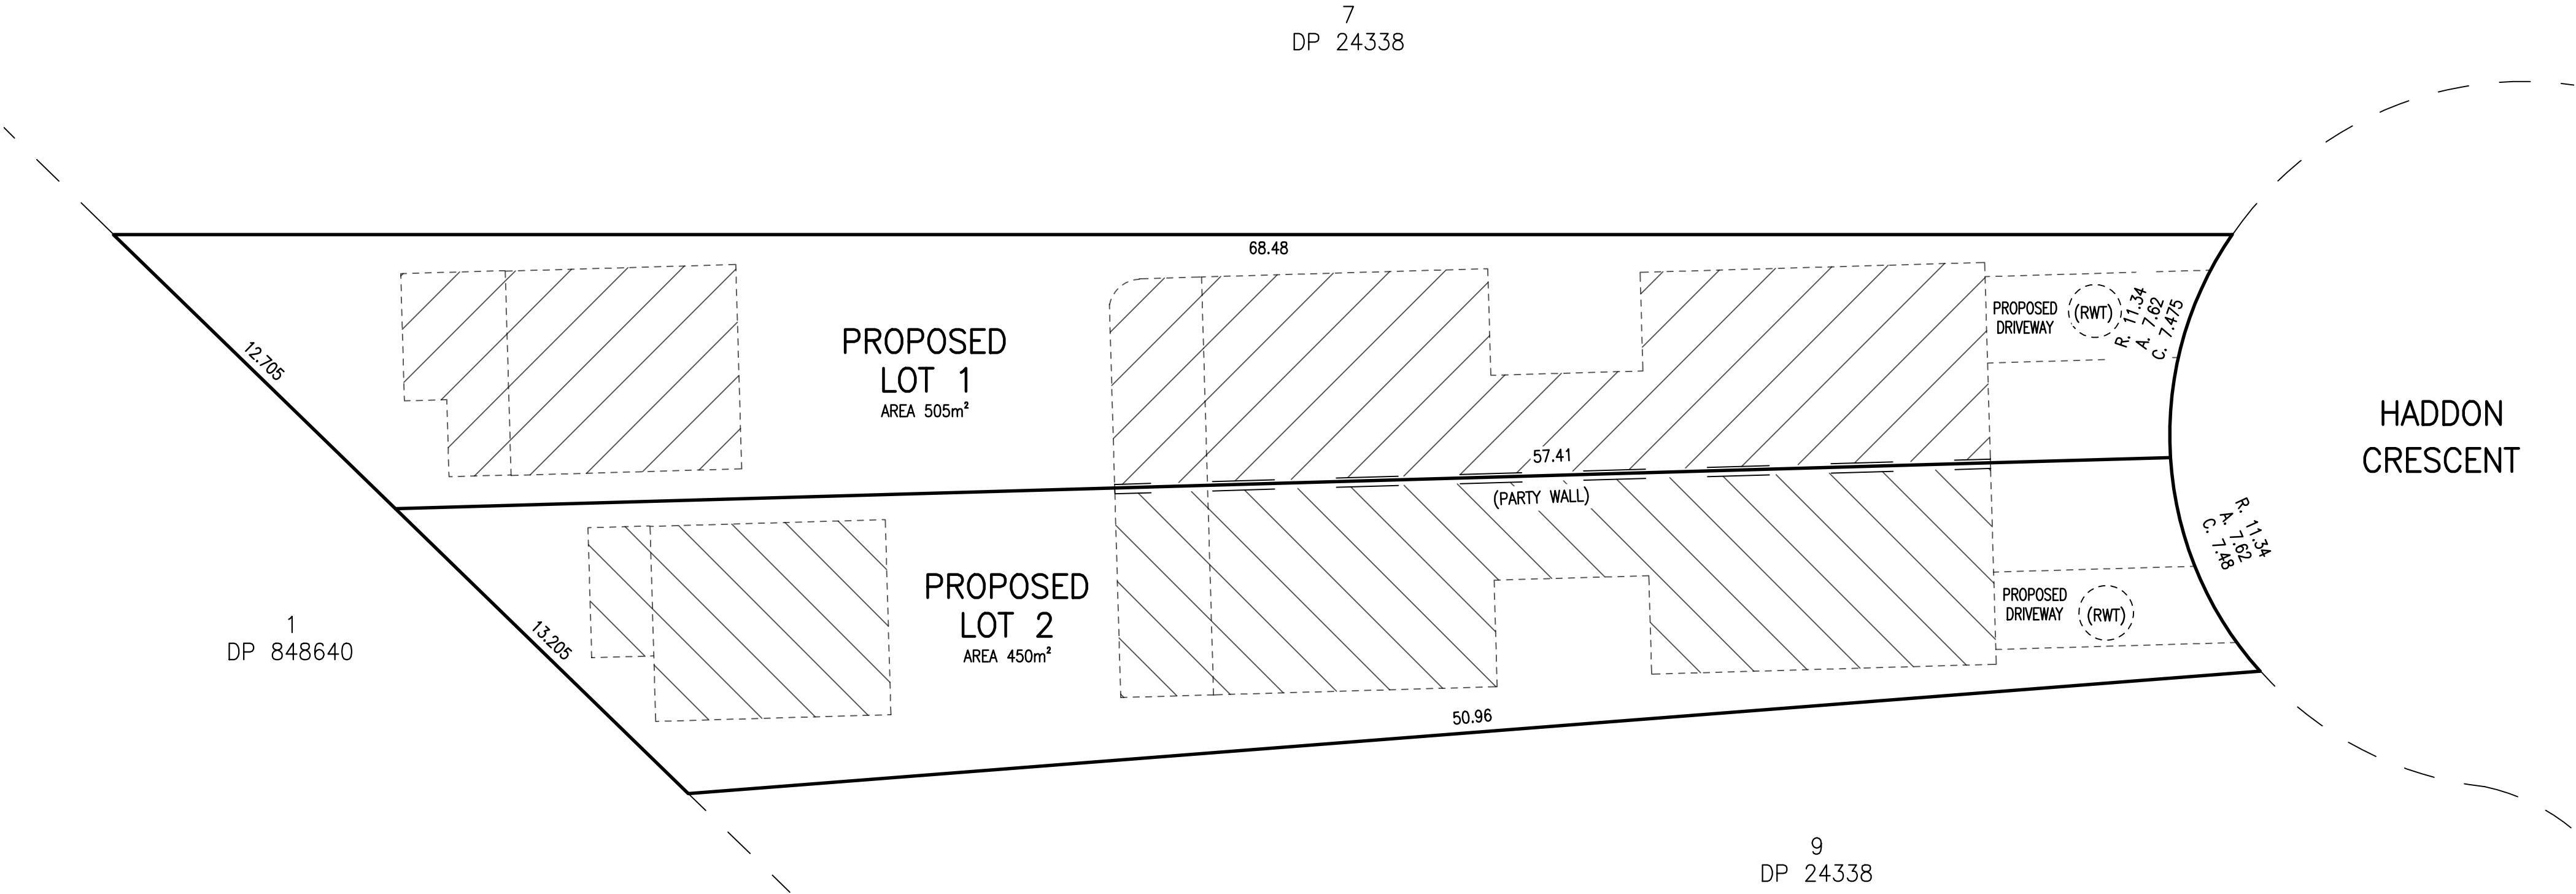 7
DP 24338
68.48
12.705
PROPOSED
LOT 1
AREA 505m²
PROPOSED
DRIVEWAY
(RWT)
R. 11.34
A. 7.62
C. 7.475
HADDON
CRESCENT
57.41
(PARTY WALL)
R. 11.34
A. 7.62
C. 7.48
PROPOSED
LOT 2
AREA 450m²
PROPOSED
DRIVEWAY
(RWT)
1
DP 848640
13.205
50.96
9
DP 24338